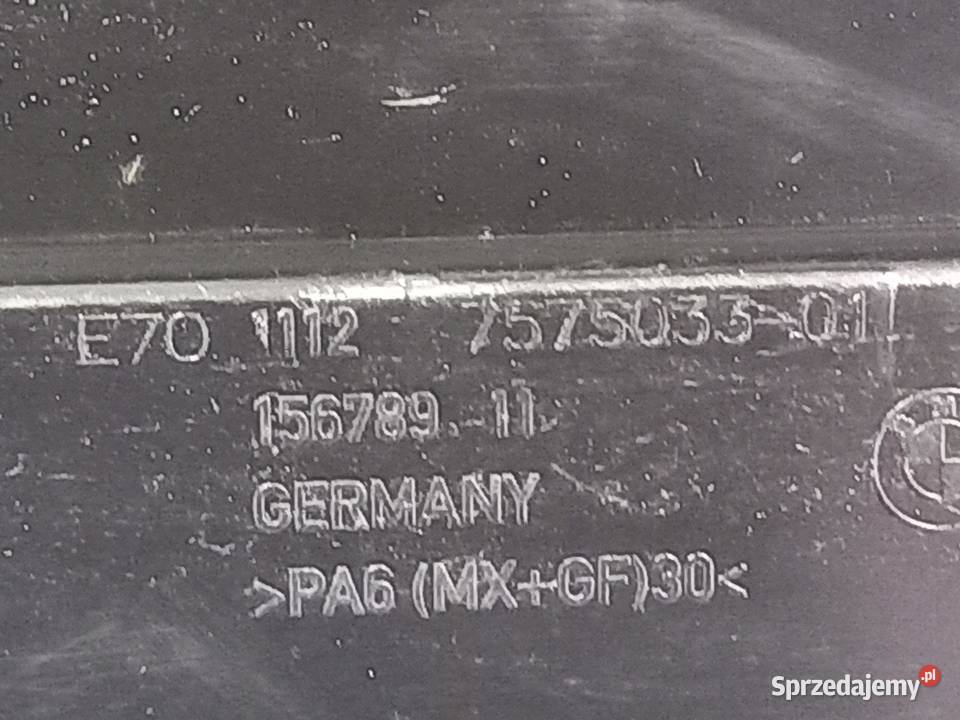 E70 1112 7575033-01
156789 11
GERMANY
>PA6 (MX+GF)30<
Sprzedajemy.pl